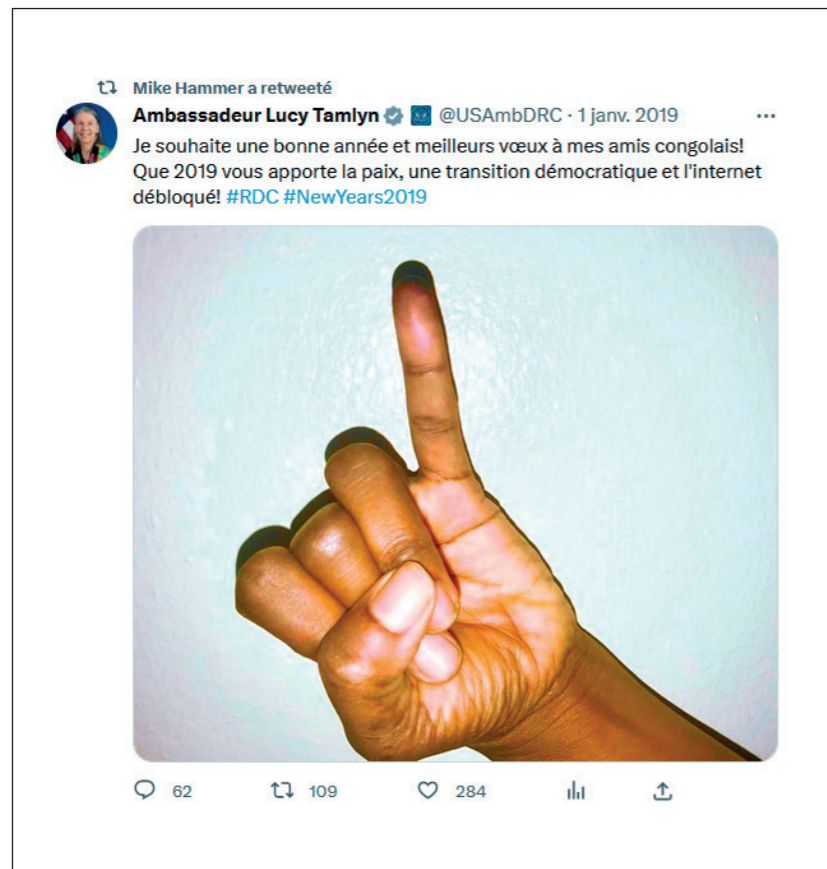 Mike Hammer a retweeté
Ambassadeur Lucy Tamlyn @USAmbDRC · 1 janv. 2019
Je souhaite une bonne année et meilleurs vœux à mes amis congolais!
Que 2019 vous apporte la paix, une transition démocratique et l'internet
débloqué! #RDC #NewYears2019
62 109 284